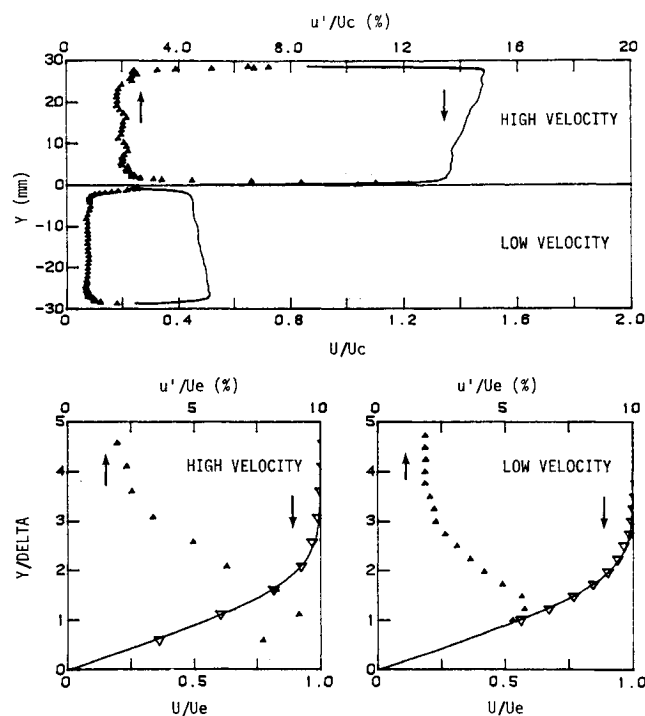 u'/Uc (%)
0 4 8 12 16 20
30
20
10
0
-10
-20
-30
Y (mm)
HIGH VELOCITY
LOW VELOCITY
0.0 0.4 0.8 1.2 1.6 2.0
U/Uc
u'/Ue (%)
0 5 10
5
4
3
2
1
0
Y/DELTA
HIGH VELOCITY
0.0 0.5 1.0
U/Ue
u'/Ue (%)
0 5 10
5
4
3
2
1
0
LOW VELOCITY
0.0 0.5 1.0
U/Ue